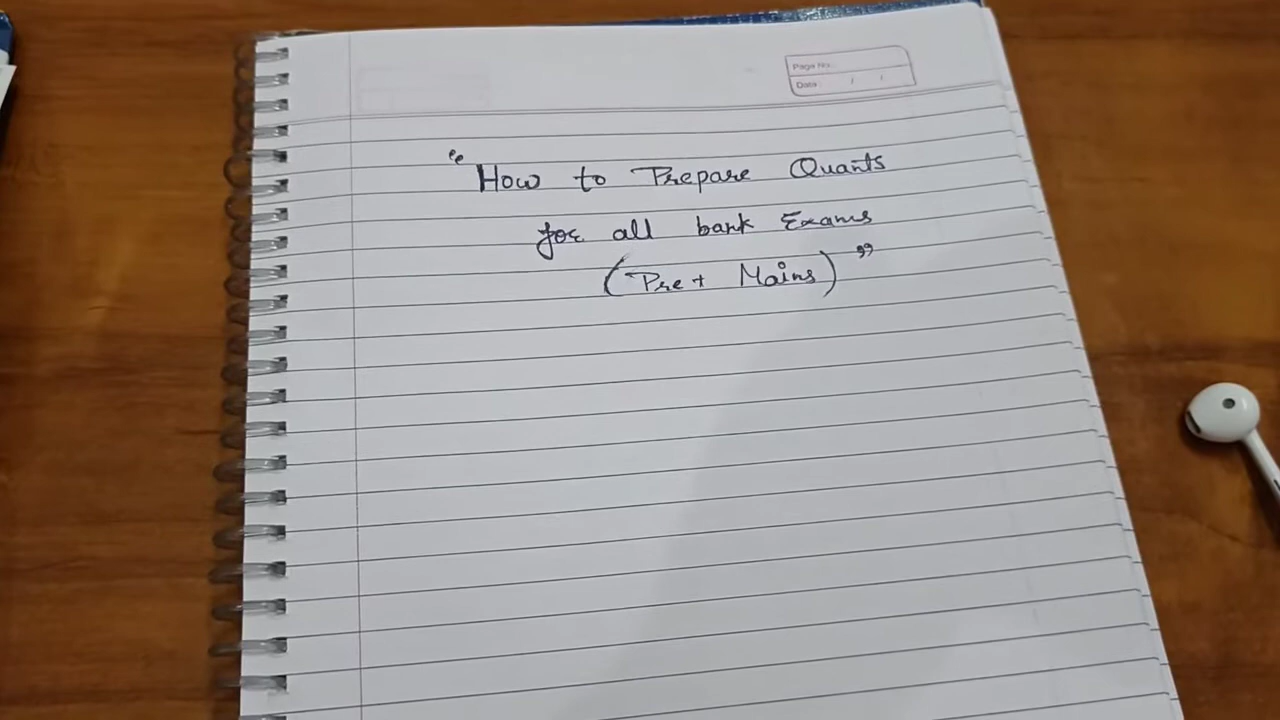 Page No.:
Date: / /
"How to Prepare Quants
for all bank Exams
(Pre+ Mains)"